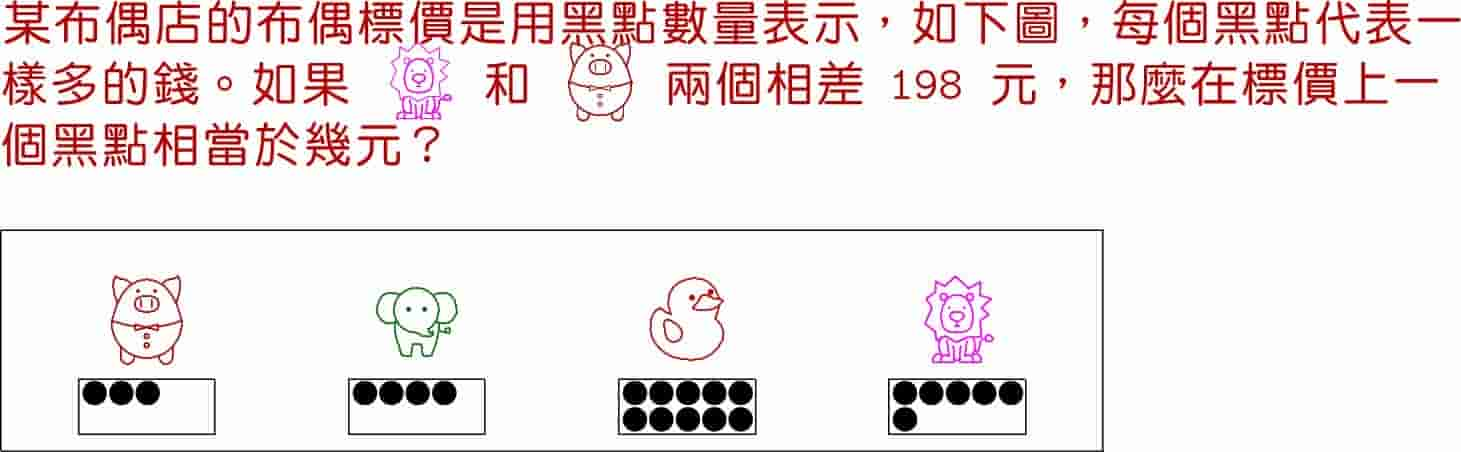 某布偶店的布偶標價是用黑點數量表示，如下圖，每個黑點代表一
樣多的錢。如果 和 兩個相差 198 元，那麼在標價上一
個黑點相當於幾元？